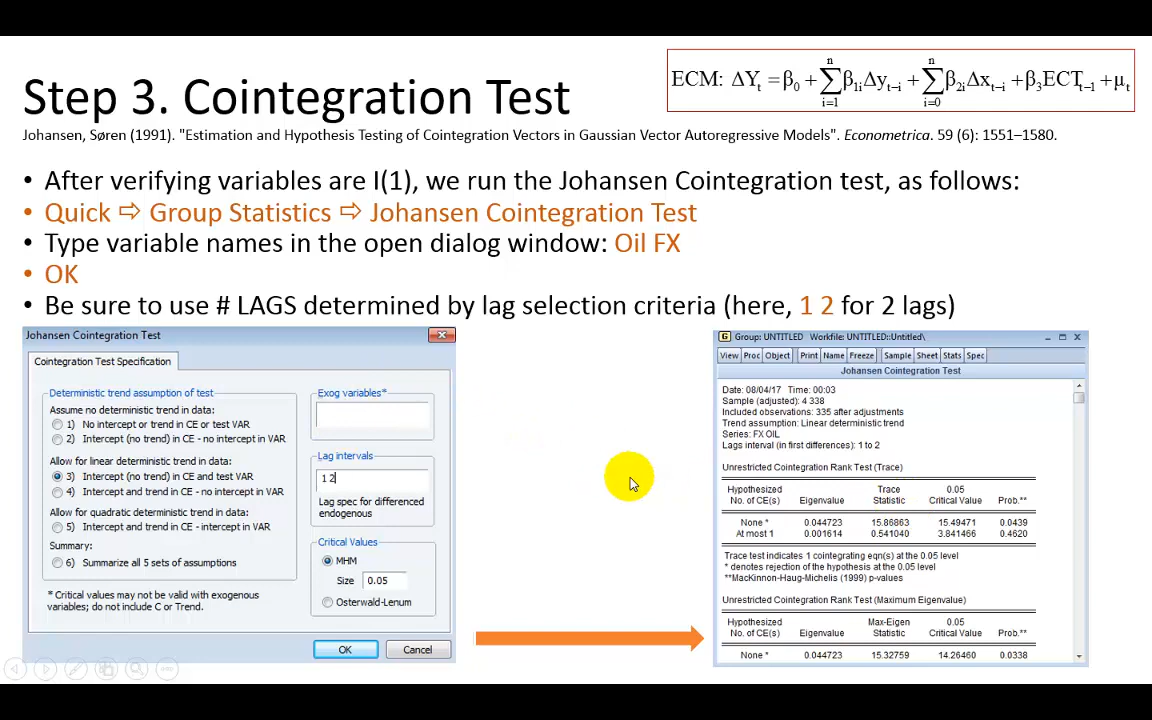 Step 3. Cointegration Test
ECM: ΔYt = β0 + n∑i=1 β1iΔyt−i + n∑i=0 β2iΔxt−i + β3ECTt−1 + μt
Johansen, Søren (1991). "Estimation and Hypothesis Testing of Cointegration Vectors in Gaussian Vector Autoregressive Models". Econometrica. 59 (6): 1551–1580.
• After verifying variables are I(1), we run the Johansen Cointegration test, as follows:
• Quick ⇨ Group Statistics ⇨ Johansen Cointegration Test
• Type variable names in the open dialog window: Oil FX
• OK
• Be sure to use # LAGS determined by lag selection criteria (here, 1 2 for 2 lags)
Johansen Cointegration Test
Cointegration Test Specification
Deterministic trend assumption of test
Assume no deterministic trend in data:
1) No intercept or trend in CE or test VAR
2) Intercept (no trend) in CE - no intercept in VAR
Allow for linear deterministic trend in data:
3) Intercept (no trend) in CE and test VAR
4) Intercept and trend in CE - no intercept in VAR
Allow for quadratic deterministic trend in data:
5) Intercept and trend in CE - intercept in VAR
Summary:
6) Summarize all 5 sets of assumptions
* Critical values may not be valid with exogenous
variables; do not include C or Trend.
Exog variables*
Lag intervals
1 2
Lag spec for differenced
endogenous
Critical Values
MHM
Size 0.05
Osterwald-Lenum
OK Cancel
G Group: UNTITLED Workfile: UNTITLED::Untitled\
View Proc Object Print Name Freeze Sample Sheet Stats Spec
Johansen Cointegration Test
Date: 08/04/17 Time: 00:03
Sample (adjusted): 4 338
Included observations: 335 after adjustments
Trend assumption: Linear deterministic trend
Series: FX OIL
Lags interval (in first differences): 1 to 2
Unrestricted Cointegration Rank Test (Trace)
Hypothesized Trace 0.05
No. of CE(s) Eigenvalue Statistic Critical Value Prob.**
None * 0.044723 15.86863 15.49471 0.0439
At most 1 0.001614 0.541040 3.841466 0.4620
Trace test indicates 1 cointegrating eqn(s) at the 0.05 level
* denotes rejection of the hypothesis at the 0.05 level
**MacKinnon-Haug-Michelis (1999) p-values
Unrestricted Cointegration Rank Test (Maximum Eigenvalue)
Hypothesized Max-Eigen 0.05
No. of CE(s) Eigenvalue Statistic Critical Value Prob.**
None * 0.044723 15.32759 14.26460 0.0338